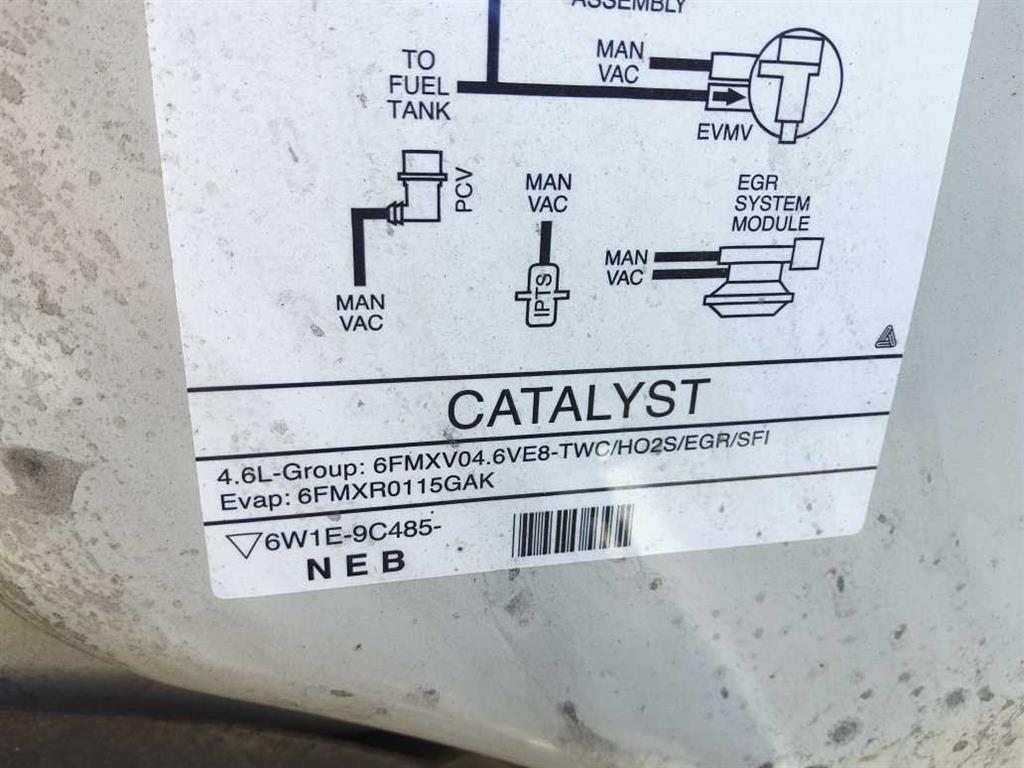 ASSEMBLY
TO
FUEL
TANK
MAN
VAC
EVMV
PCV
MAN
VAC
MAN
VAC
IPTS
EGR
SYSTEM
MODULE
MAN
VAC
CATALYST
4.6L-Group: 6FMXV04.6VE8-TWC/HO2S/EGR/SFI
Evap: 6FMXR0115GAK
6W1E-9C485-
NEB